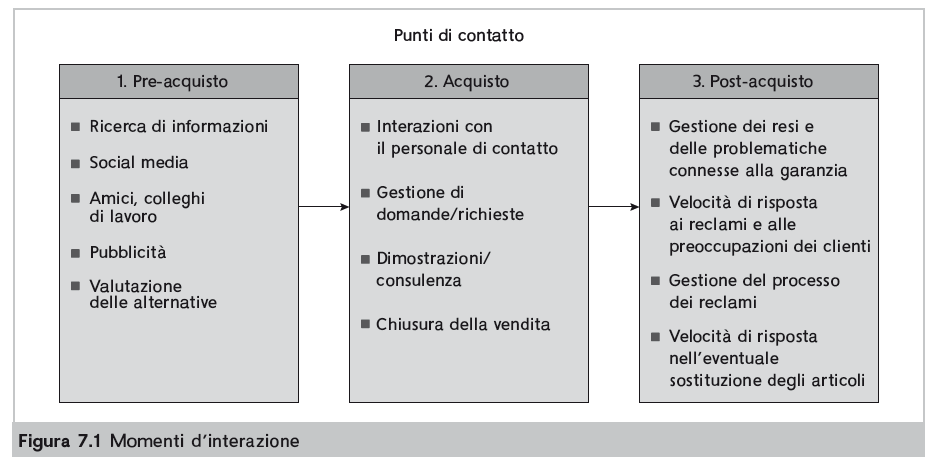 Punti di contatto
1. Pre-acquisto
■ Ricerca di informazioni
■ Social media
■ Amici, colleghi
di lavoro
■ Pubblicità
■ Valutazione
delle alternative
2. Acquisto
■ Interazioni con
il personale di contatto
■ Gestione di
domande/richieste
■ Dimostrazioni/
consulenza
■ Chiusura della vendita
3. Post-acquisto
■ Gestione dei resi e
delle problematiche
connesse alla garanzia
■ Velocità di risposta
ai reclami e alle
preoccupazioni dei clienti
■ Gestione del processo
dei reclami
■ Velocità di risposta
nell'eventuale
sostituzione degli articoli
Figura 7.1 Momenti d'interazione